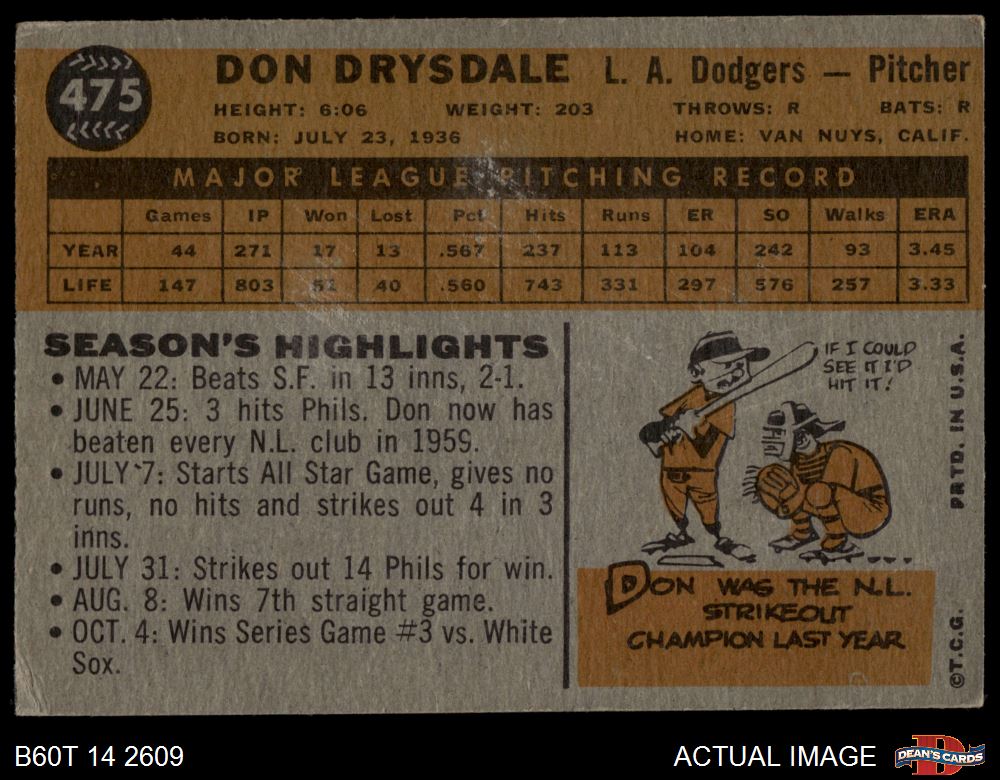 475
DON DRYSDALE L. A. Dodgers — Pitcher
HEIGHT: 6:06 WEIGHT: 203 THROWS: R BATS: R
BORN: JULY 23, 1936 HOME: VAN NUYS, CALIF.
MAJOR LEAGUE PITCHING RECORD
Games IP Won Lost Pct Hits Runs ER SO Walks ERA
YEAR 44 271 17 13 .567 237 113 104 242 93 3.45
LIFE 147 803 51 40 .560 743 331 297 576 257 3.33
SEASON'S HIGHLIGHTS
• MAY 22: Beats S.F. in 13 inns, 2-1.
• JUNE 25: 3 hits Phils. Don now has
beaten every N.L. club in 1959.
• JULY 7: Starts All Star Game, gives no
runs, no hits and strikes out 4 in 3
inns.
• JULY 31: Strikes out 14 Phils for win.
• AUG. 8: Wins 7th straight game.
• OCT. 4: Wins Series Game #3 vs. White
Sox.
IF I COULD
SEE IT I'D
HIT IT!
DON WAS THE N.L.
STRIKEOUT
CHAMPION LAST YEAR
PRTD. IN U.S.A.
©T.C.G.
B60T 14 2609
ACTUAL IMAGE
D
DEAN'S CARDS